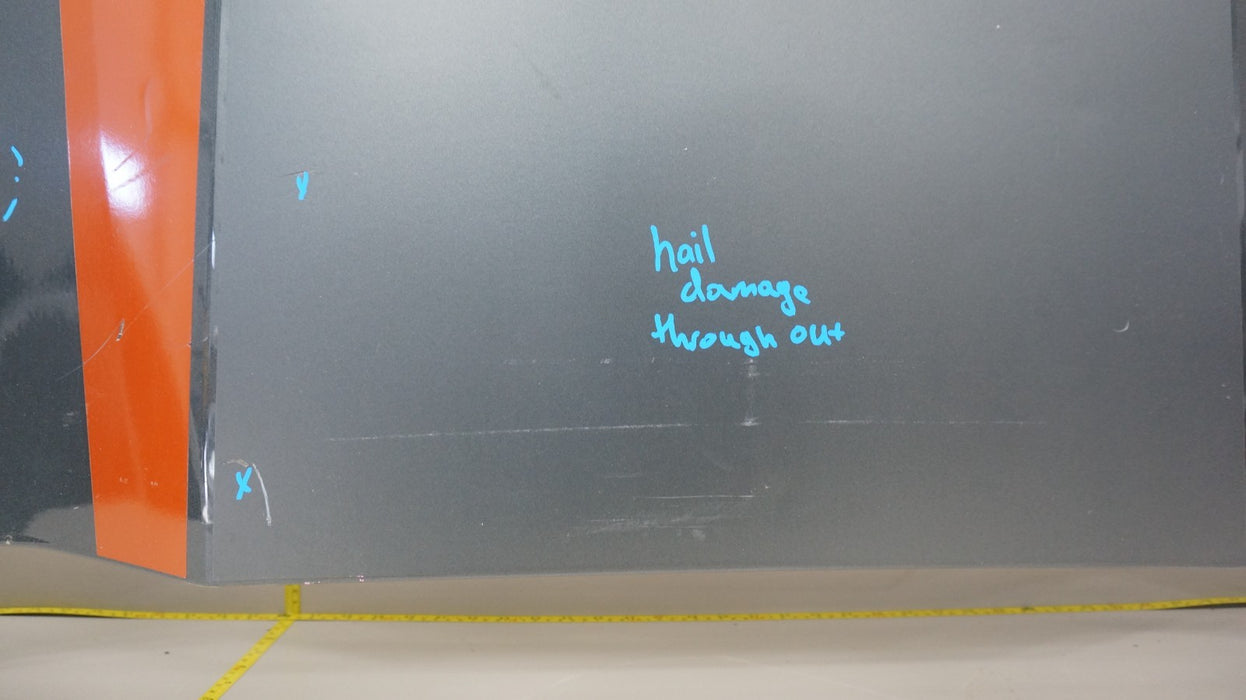 Y
hail
damage
through out
X